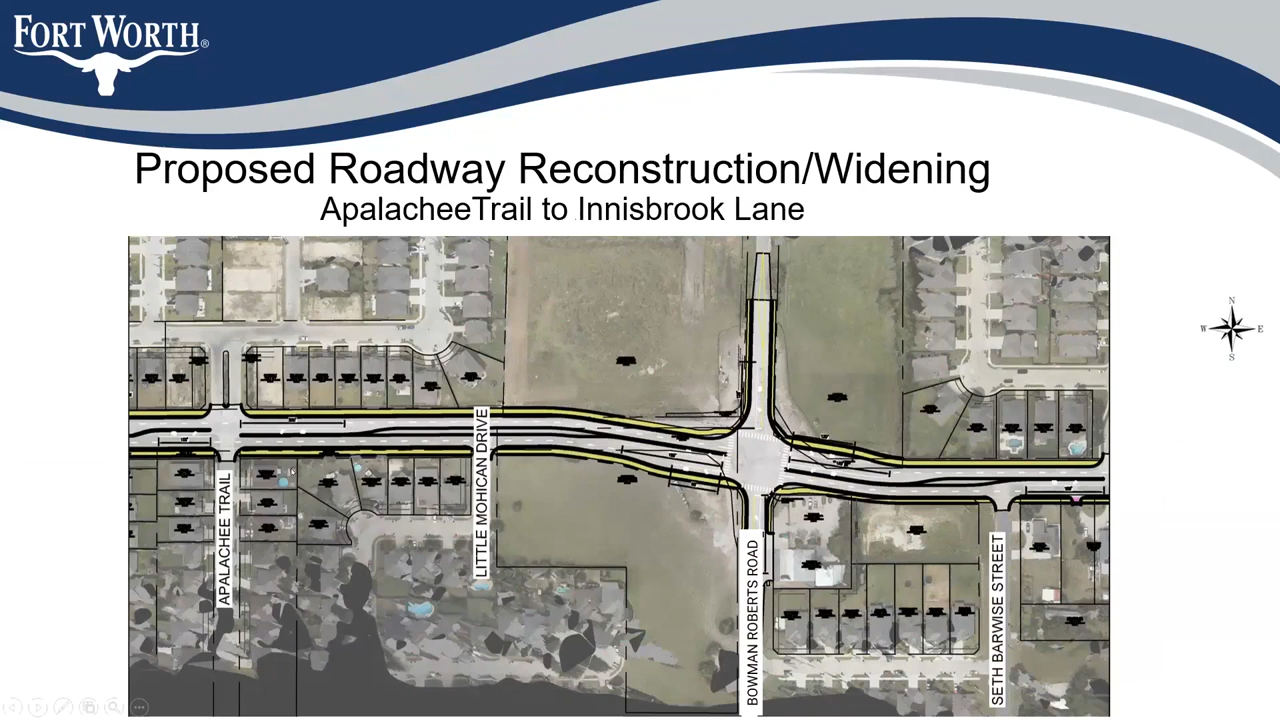 FORT WORTH®
Proposed Roadway Reconstruction/Widening
ApalacheeTrail to Innisbrook Lane
N
W E
S
APALACHEE TRAIL
LITTLE MOHICAN DRIVE
BOWMAN ROBERTS ROAD
SETH BARWISE STREET